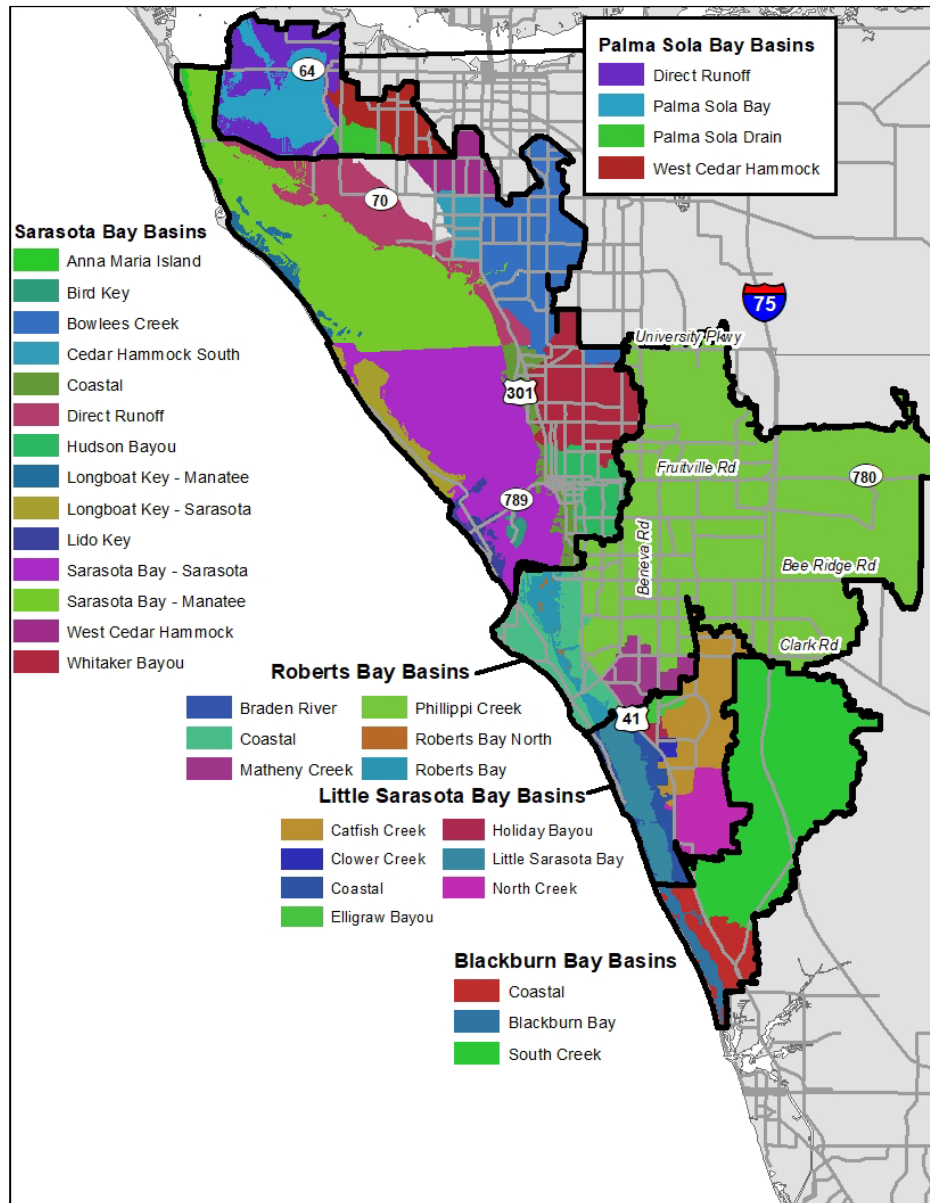 Palma Sola Bay Basins
Direct Runoff
Palma Sola Bay
Palma Sola Drain
West Cedar Hammock
64
70
Sarasota Bay Basins
Anna Maria Island
Bird Key
Bowlees Creek
Cedar Hammock South
Coastal
Direct Runoff
Hudson Bayou
Longboat Key - Manatee
Longboat Key - Sarasota
Lido Key
Sarasota Bay - Sarasota
Sarasota Bay - Manatee
West Cedar Hammock
Whitaker Bayou
75
University Pkwy
301
Fruitville Rd
780
789
Beneva Rd
Bee Ridge Rd
Clark Rd
41
Roberts Bay Basins
Braden River
Coastal
Matheny Creek
Phillippi Creek
Roberts Bay North
Roberts Bay
Little Sarasota Bay Basins
Catfish Creek
Clower Creek
Coastal
Elligraw Bayou
Holiday Bayou
Little Sarasota Bay
North Creek
Blackburn Bay Basins
Coastal
Blackburn Bay
South Creek